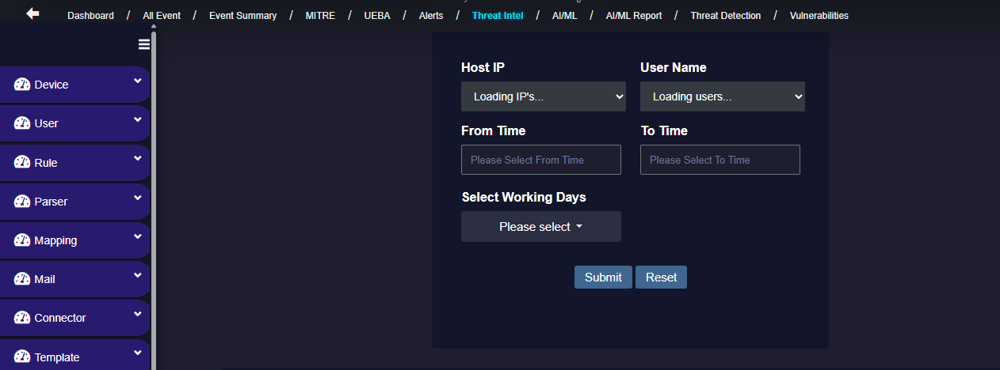 Dashboard / All Event / Event Summary / MITRE / UEBA / Alerts / Threat Intel / AI/ML / AI/ML Report / Threat Detection / Vulnerabilities
Device
User
Rule
Parser
Mapping
Mail
Connector
Template
Host IP User Name
Loading IP's... Loading users...
From Time To Time
Please Select From Time Please Select To Time
Select Working Days
Please select
Submit Reset